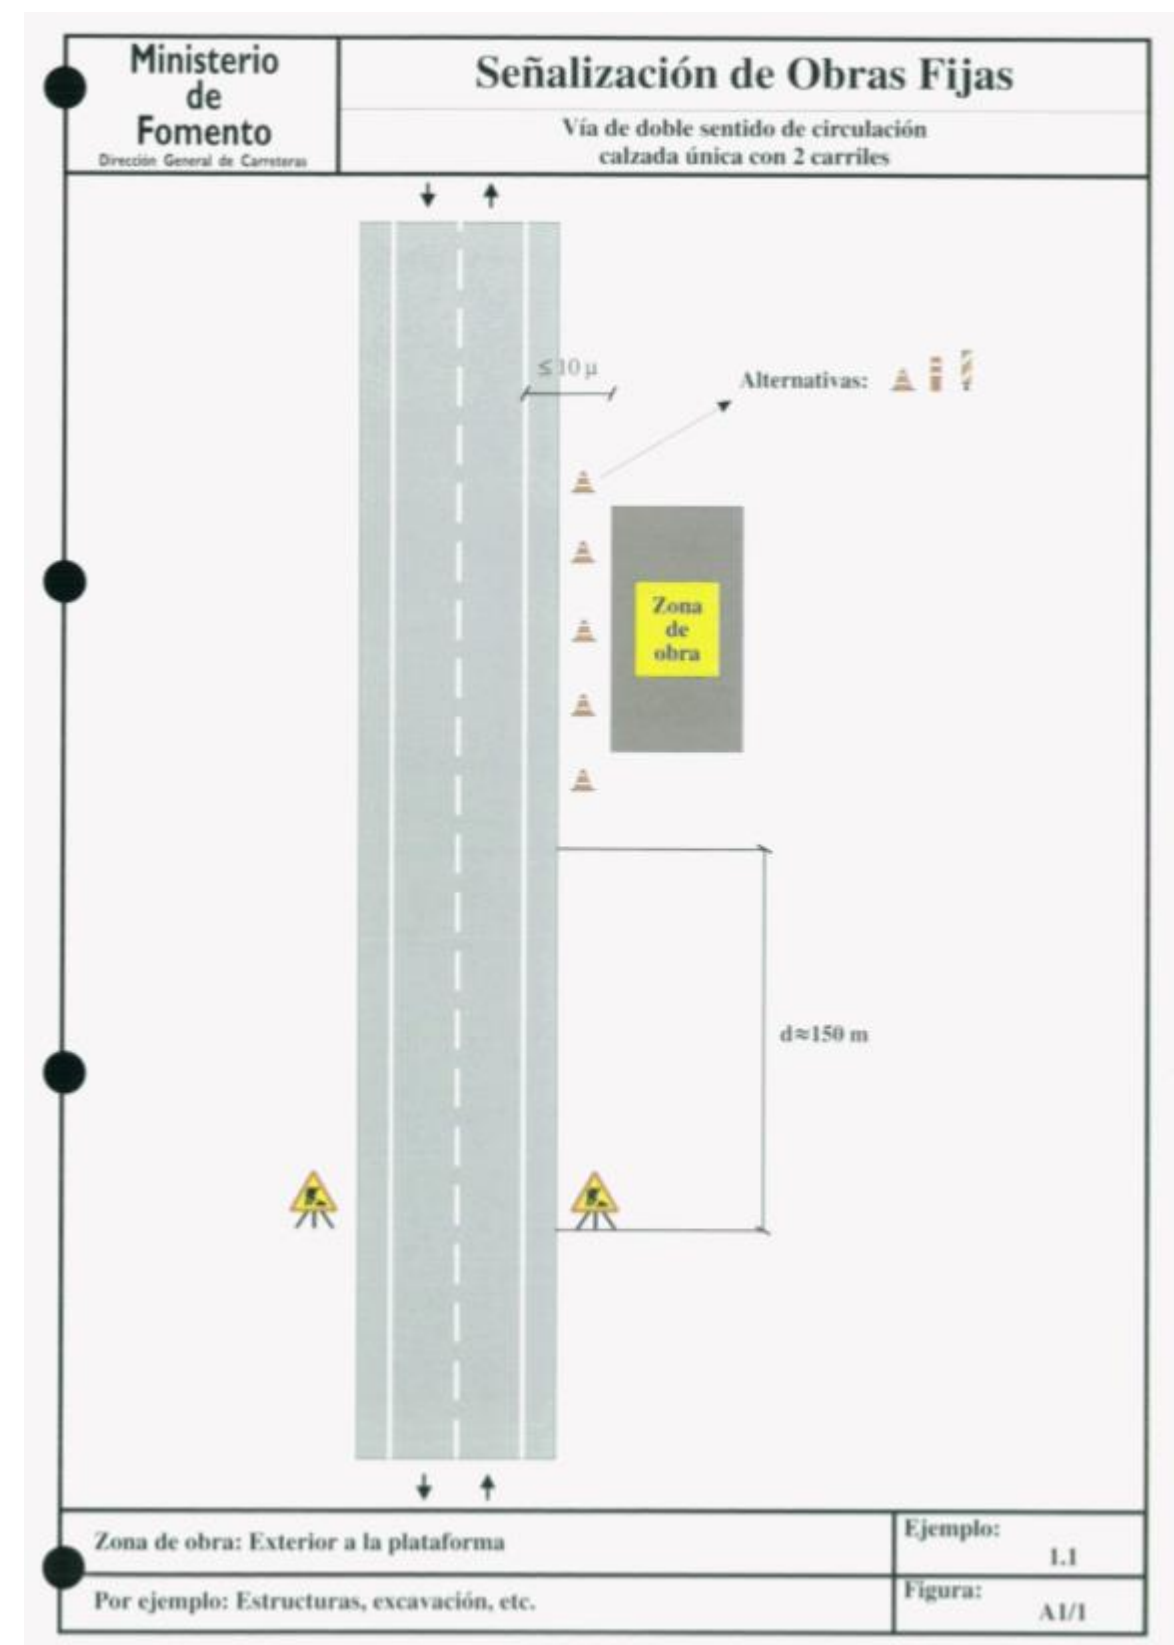 Ministerio
de
Fomento
Dirección General de Carreteras
Señalización de Obras Fijas
Vía de doble sentido de circulación
calzada única con 2 carriles
≤ 10 μ
Alternativas:
Zona
de
obra
d≈150 m
Zona de obra: Exterior a la plataforma
Ejemplo:
1.1
Por ejemplo: Estructuras, excavación, etc.
Figura:
A1/1